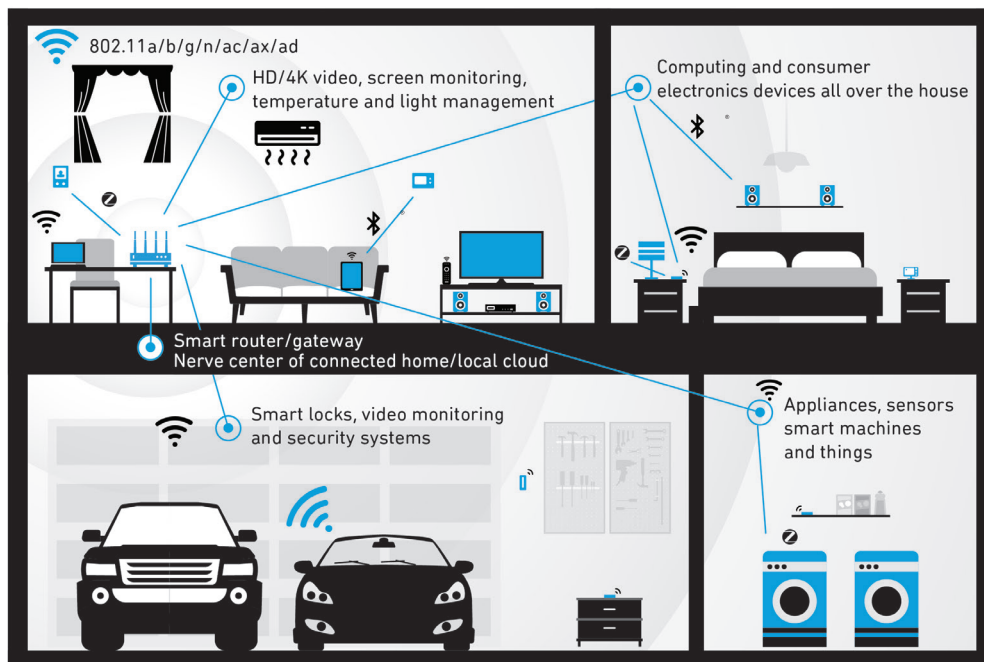 802.11a/b/g/n/ac/ax/ad
HD/4K video, screen monitoring,
temperature and light management
Computing and consumer
electronics devices all over the house
Smart router/gateway
Nerve center of connected home/local cloud
Smart locks, video monitoring
and security systems
Appliances, sensors
smart machines
and things